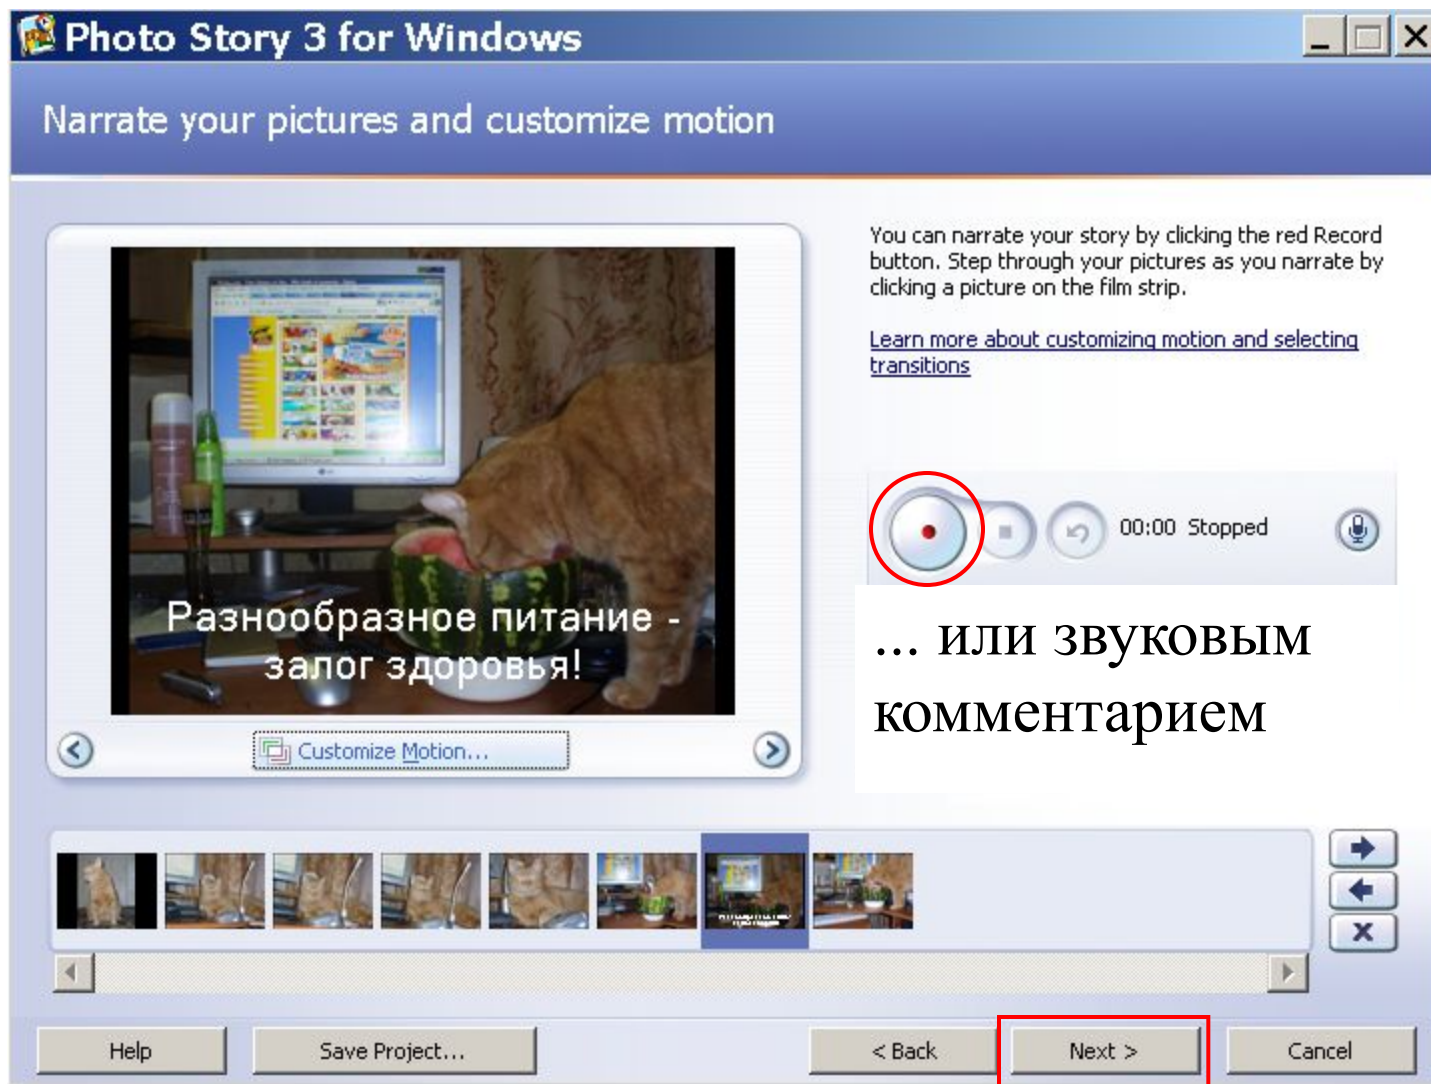 Photo Story 3 for Windows
Narrate your pictures and customize motion
You can narrate your story by clicking the red Record
button. Step through your pictures as you narrate by
clicking a picture on the film strip.
Learn more about customizing motion and selecting
transitions
00:00 Stopped
... или звуковым
комментарием
Разнообразное питание -
залог здоровья!
Customize Motion...
Help
Save Project...
< Back
Next >
Cancel